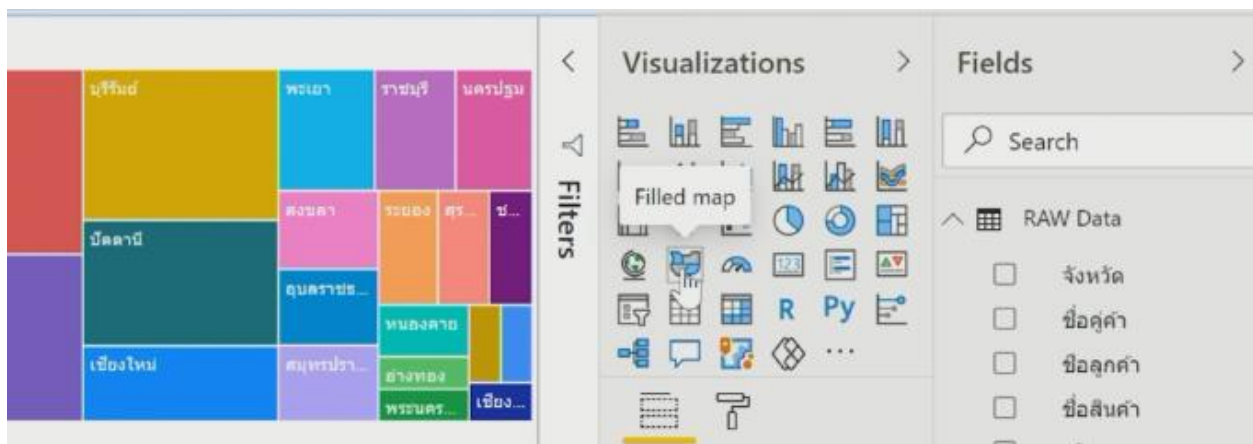 บุรีรัมย์
พะเยา
ราชบุรี
นครปฐม
สงขลา
ระยอง
สุร...
ช...
ปัตตานี
อุบลราชธ...
หนองคาย
เชียงใหม่
สมุทรปรา...
อ่างทอง
พระนคร...
เชียง...
Filters
Visualizations
Filled map
123
R
Py
Fields
Search
RAW Data
จังหวัด
ชื่อคู่ค้า
ชื่อลูกค้า
ชื่อสินค้า